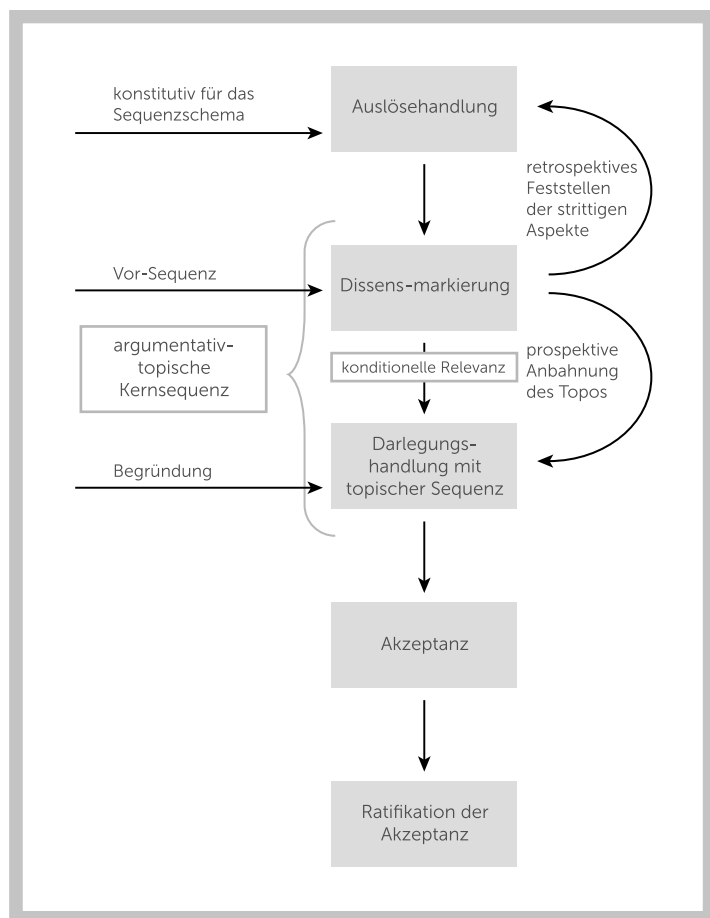 konstitutiv für das
Sequenzschema
Auslösehandlung
retrospektives
Feststellen
der strittigen
Aspekte
Vor-Sequenz
Dissens-markierung
argumentativ-
topische
Kernsequenz
konditionelle Relevanz
prospektive
Anbahnung
des Topos
Begründung
Darlegungs-
handlung mit
topischer Sequenz
Akzeptanz
Ratifikation der
Akzeptanz